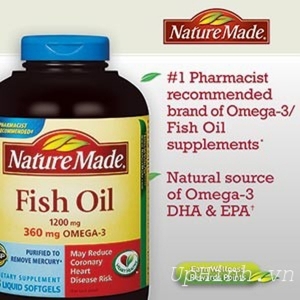 Nature Made.
#1 Pharmacist
recommended
brand of Omega-3/
Fish Oil
supplements*
Natural source
of Omega-3
DHA & EPA†
PHARMACIST
RECOMMENDED
Nature Made.
Fish Oil
1200 mg
360 mg OMEGA-3
PURIFIED TO
REMOVE MERCURY
DIETARY SUPPLEMENT
LIQUID SOFTGELS
May Reduce
Coronary
Heart
Disease Risk